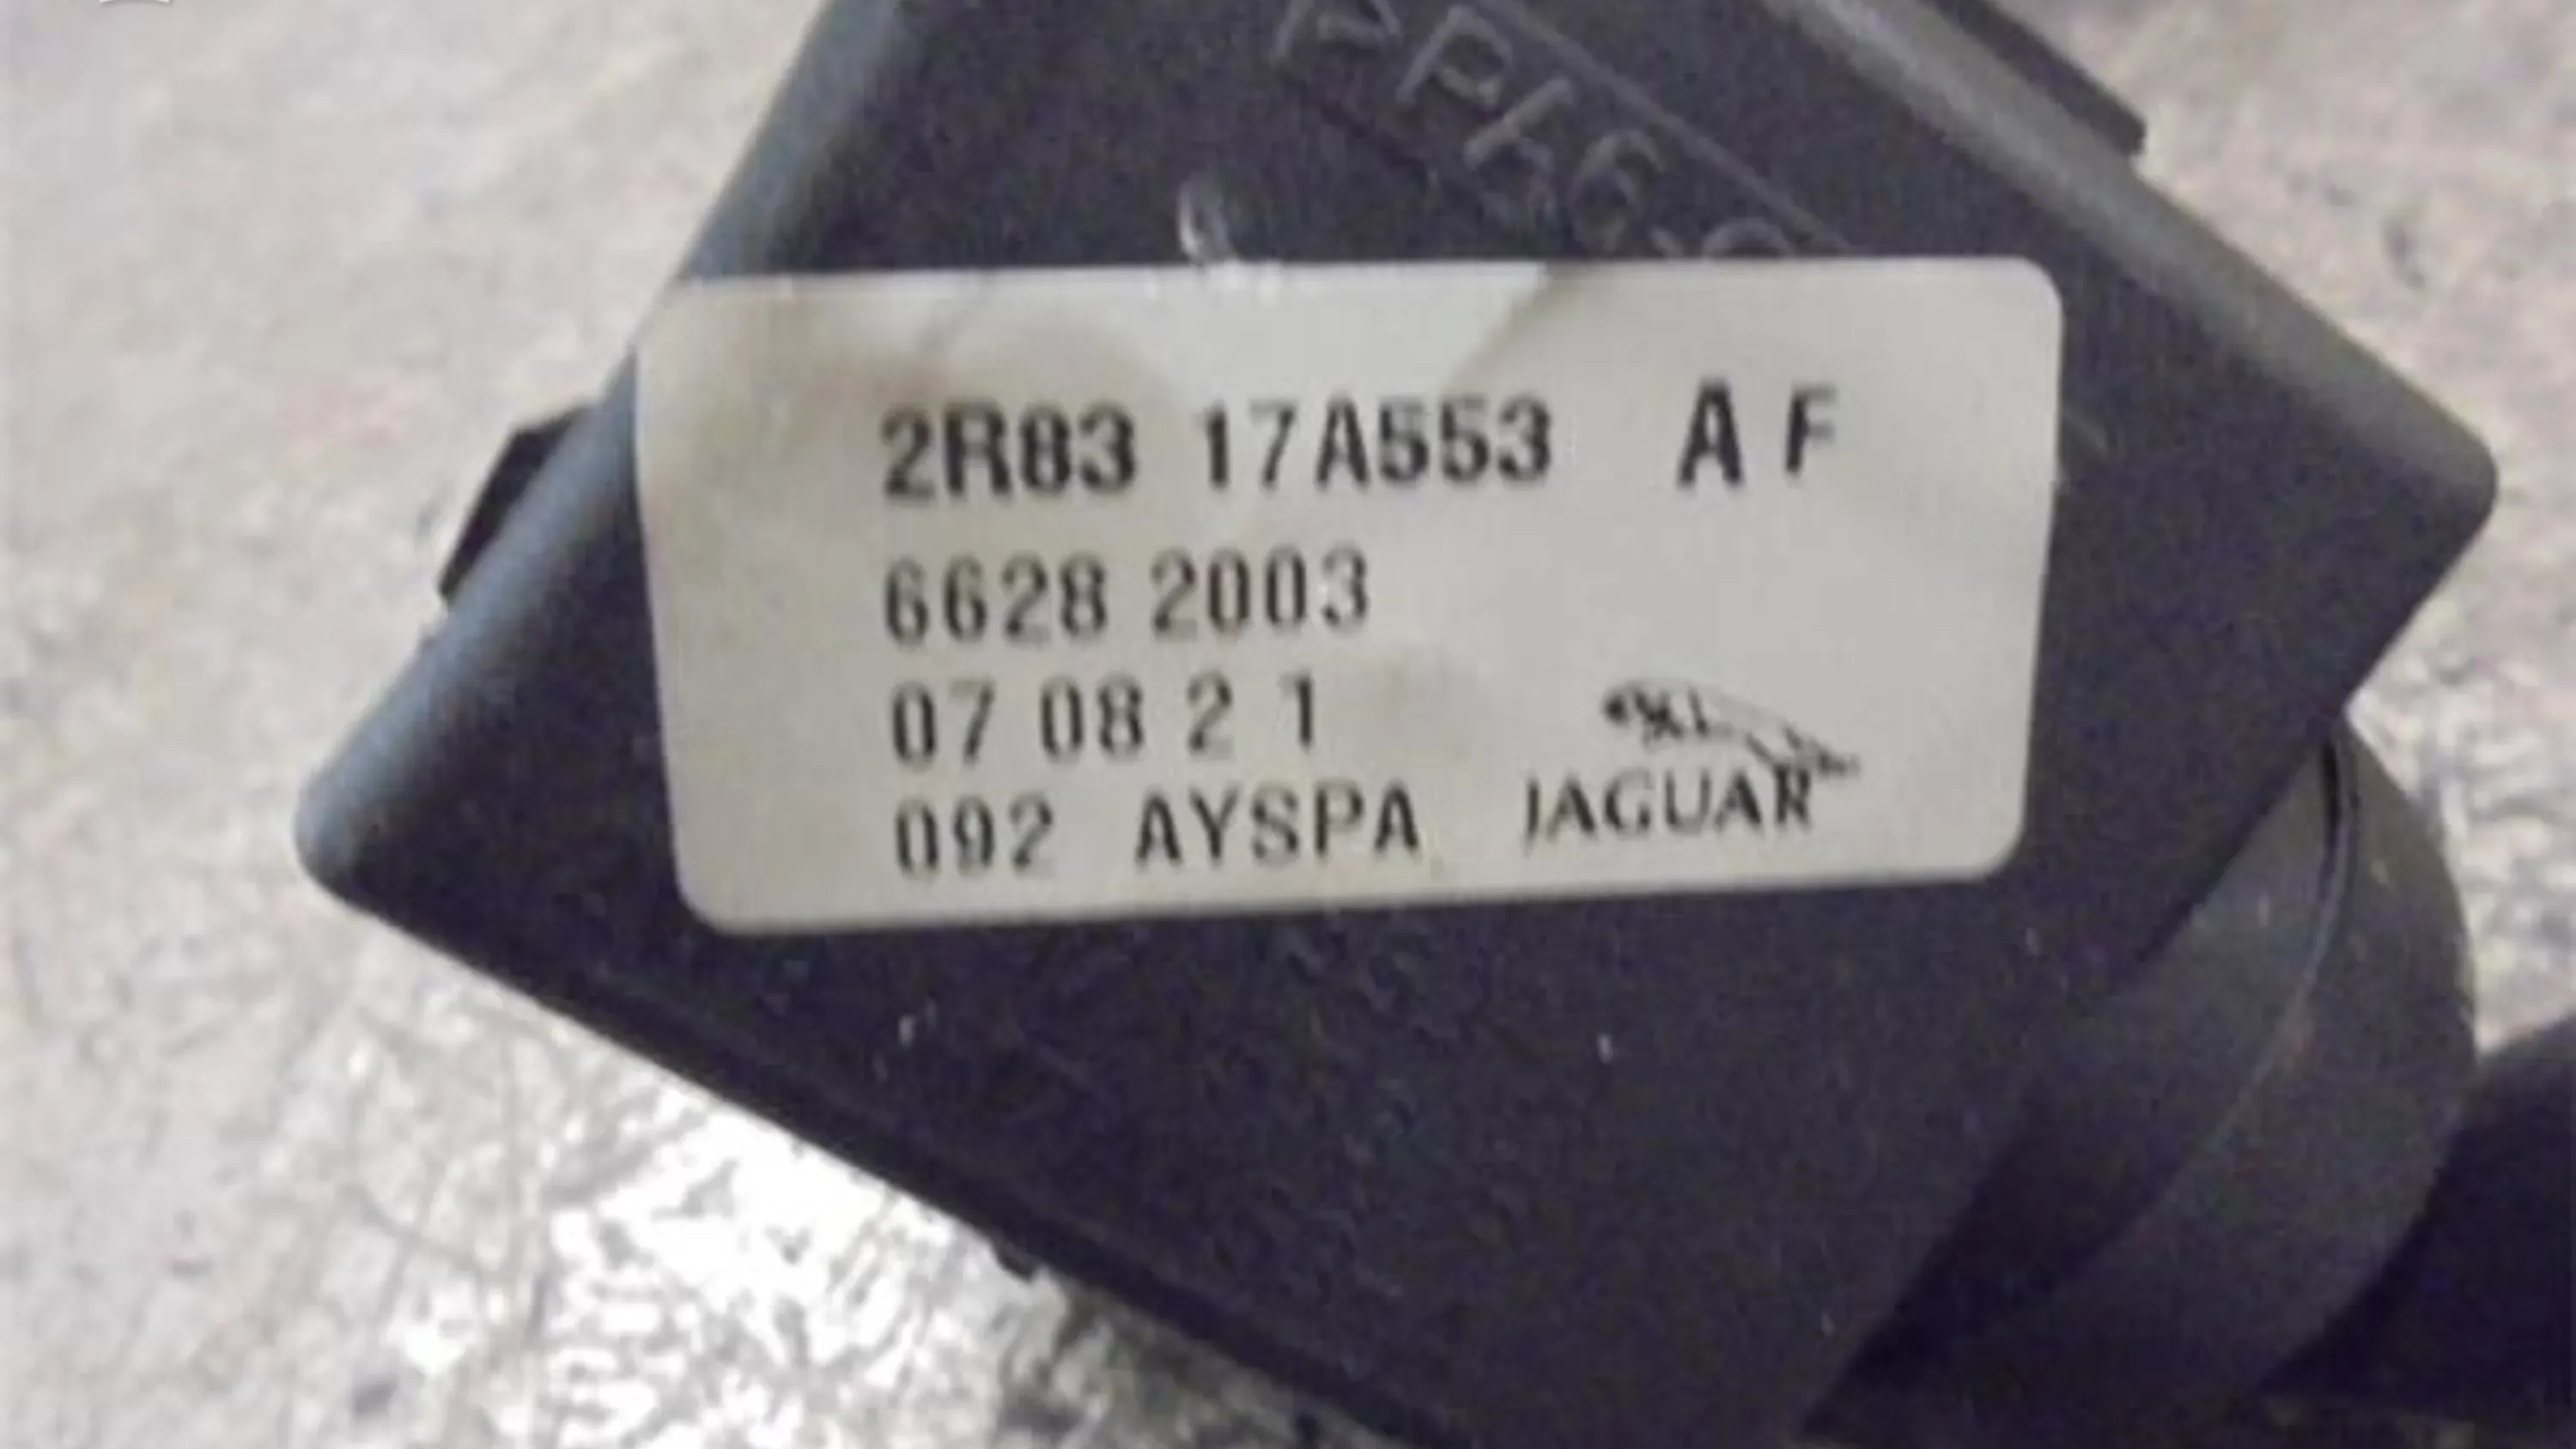 2R83 17A553 AF
6628 2003
07 08 2 1
092 AYSPA JAGUAR